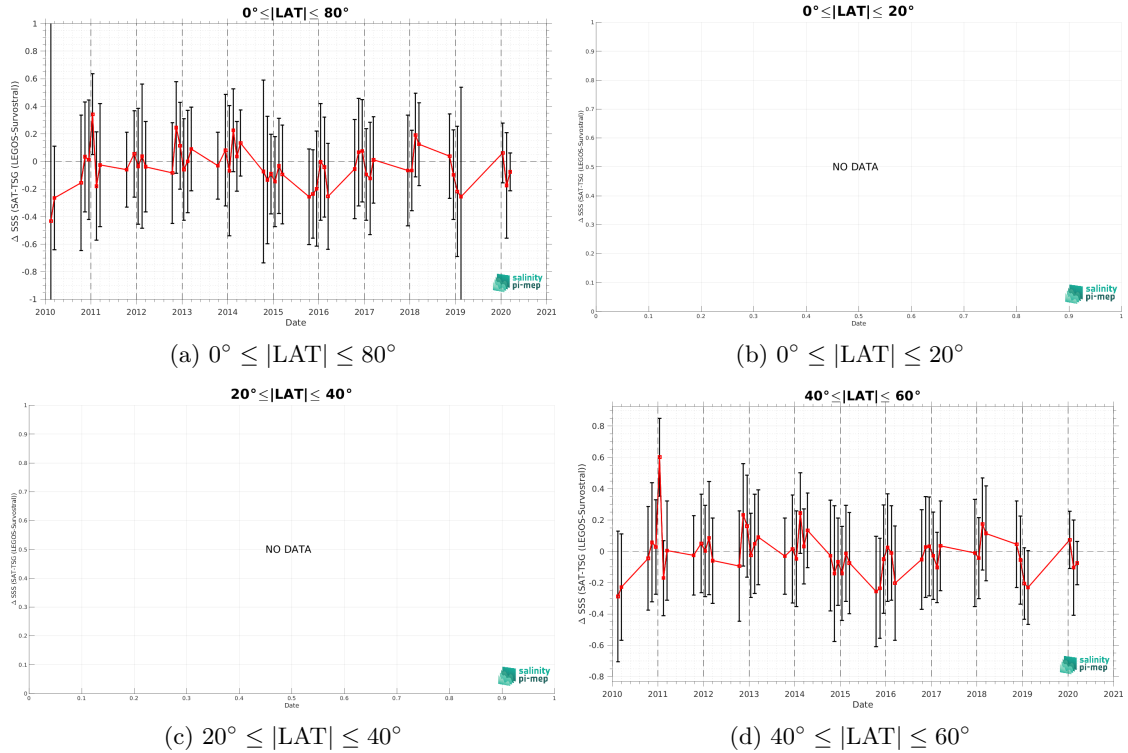 0°≤|LAT|≤ 80°
Δ SSS (SAT-TSG (LEGOS-Survostral))
1
0.8
0.6
0.4
0.2
0
-0.2
-0.4
-0.6
-0.8
-1
2010 2011 2012 2013 2014 2015 2016 2017 2018 2019 2020 2021
Date
salinity
pi-mep
(a) 0° ≤ |LAT| ≤ 80°
0°≤|LAT|≤ 20°
Δ SSS (SAT-TSG (LEGOS-Survostral))
1
0.9
0.8
0.7
0.6
0.5
0.4
0.3
0.2
0.1
0
NO DATA
0 0.1 0.2 0.3 0.4 0.5 0.6 0.7 0.8 0.9 1
Date
salinity
pi-mep
(b) 0° ≤ |LAT| ≤ 20°
20°≤|LAT|≤ 40°
Δ SSS (SAT-TSG (LEGOS-Survostral))
1
0.9
0.8
0.7
0.6
0.5
0.4
0.3
0.2
0.1
0
NO DATA
0 0.1 0.2 0.3 0.4 0.5 0.6 0.7 0.8 0.9 1
Date
salinity
pi-mep
(c) 20° ≤ |LAT| ≤ 40°
40°≤|LAT|≤ 60°
Δ SSS (SAT-TSG (LEGOS-Survostral))
0.8
0.6
0.4
0.2
0
-0.2
-0.4
-0.6
-0.8
2010 2011 2012 2013 2014 2015 2016 2017 2018 2019 2020 2021
Date
salinity
pi-mep
(d) 40° ≤ |LAT| ≤ 60°